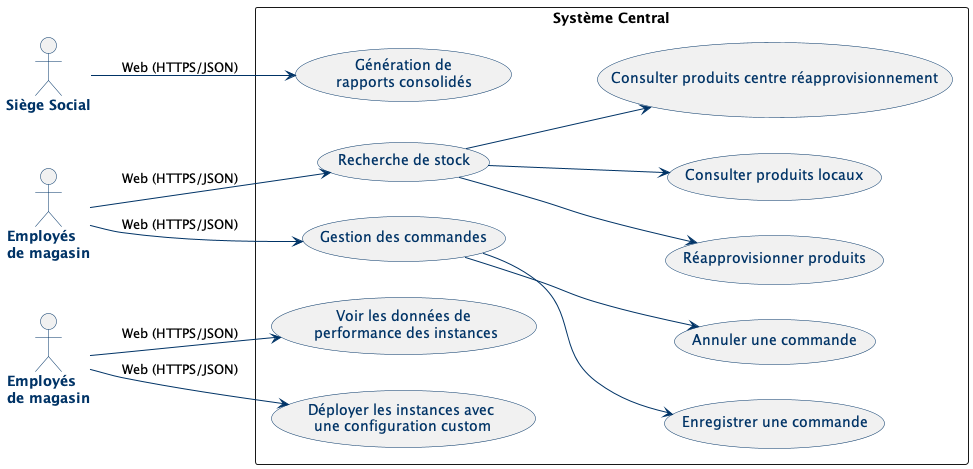 Système Central
Siège Social
Web (HTTPS/JSON)
Génération de
rapports consolidés
Consulter produits centre réapprovisionnement
Employés
de magasin
Web (HTTPS/JSON)
Recherche de stock
Consulter produits locaux
Web (HTTPS/JSON)
Gestion des commandes
Réapprovisionner produits
Employés
de magasin
Web (HTTPS/JSON)
Voir les données de
performance des instances
Annuler une commande
Web (HTTPS/JSON)
Déployer les instances avec
une configuration custom
Enregistrer une commande